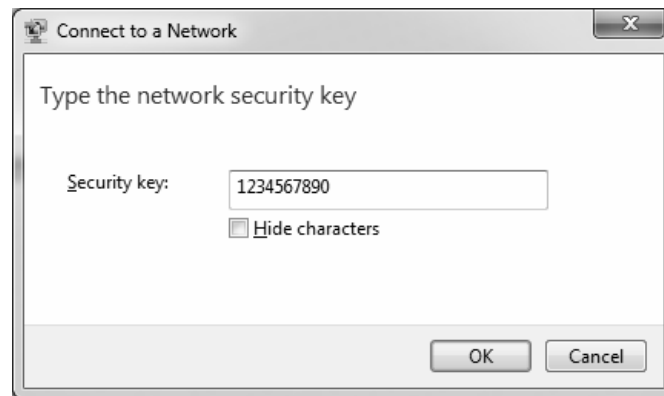 Connect to a Network
Type the network security key
Security key: 1234567890
Hide characters
OK Cancel